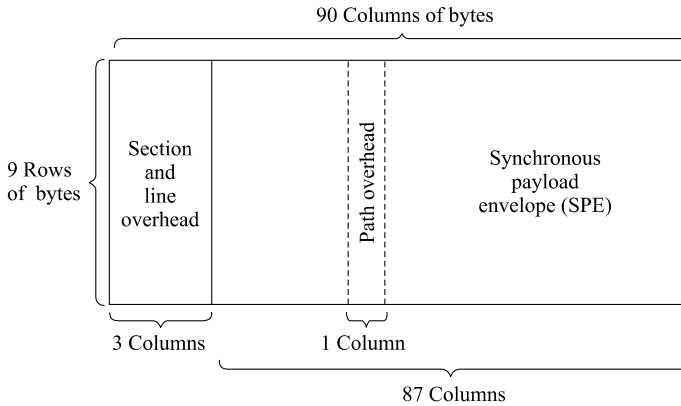 90 Columns of bytes
9 Rows
of bytes
Section
and
line
overhead
Path overhead
Synchronous
payload
envelope (SPE)
3 Columns
1 Column
87 Columns